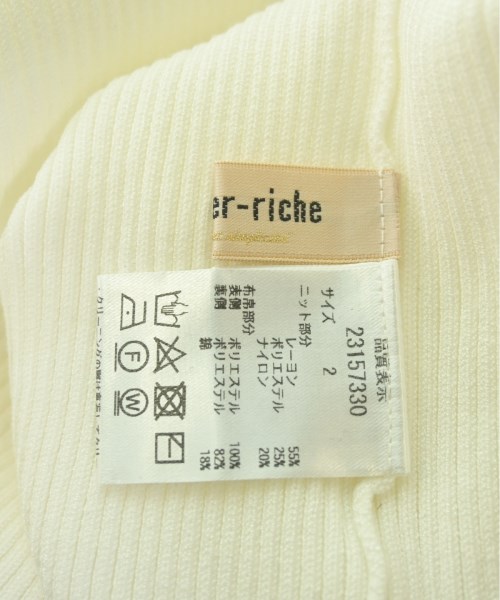 er-riche
品質表示
23157330
サイズ 2
ニット部分
レーヨン 55%
ポリエステル 25%
ナイロン 20%
布帛部分
表側 ポリエステル 100%
裏側 ポリエステル 82%
綿 18%
F
W